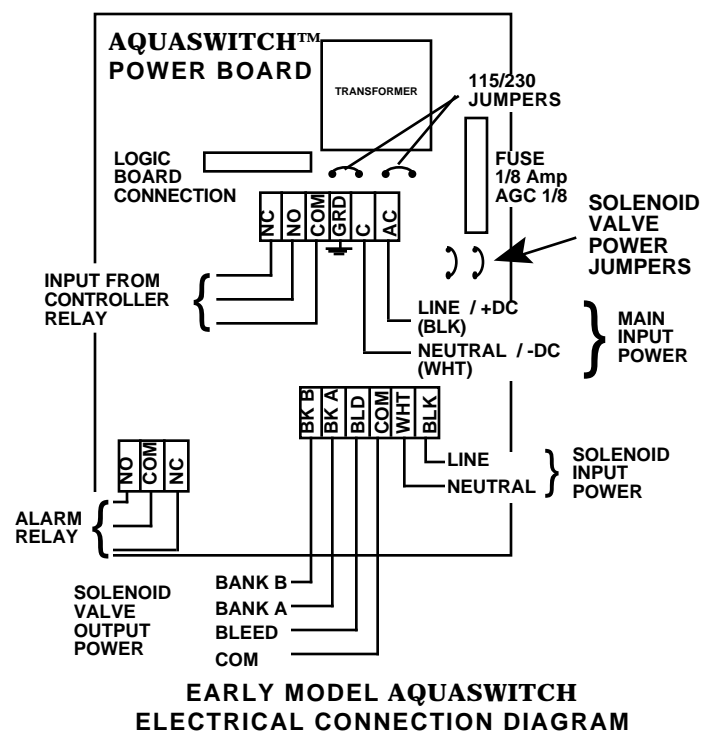 AQUASWITCH™
POWER BOARD
TRANSFORMER
115/230
JUMPERS
LOGIC
BOARD
CONNECTION
FUSE
1/8 Amp
AGC 1/8
SOLENOID
VALVE
POWER
JUMPERS
NC
NO
COM
GRD
C
AC
INPUT FROM
CONTROLLER
RELAY
LINE / +DC
(BLK)
NEUTRAL / -DC
(WHT)
MAIN
INPUT
POWER
BK B
BK A
BLD
COM
WHT
BLK
LINE
NEUTRAL
SOLENOID
INPUT
POWER
NO
COM
NC
ALARM
RELAY
SOLENOID
VALVE
OUTPUT
POWER
BANK B
BANK A
BLEED
COM
EARLY MODEL AQUASWITCH
ELECTRICAL CONNECTION DIAGRAM